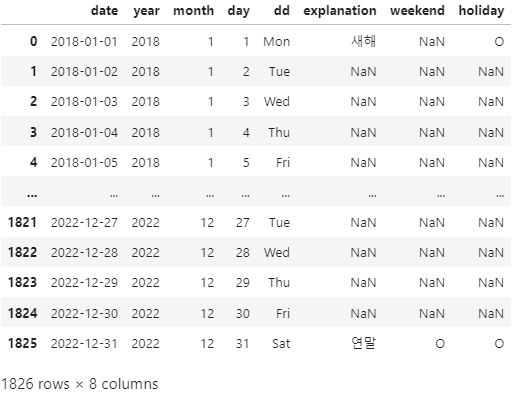 date year month day dd explanation weekend holiday
0 2018-01-01 2018 1 1 Mon 새해 NaN O
1 2018-01-02 2018 1 2 Tue NaN NaN NaN
2 2018-01-03 2018 1 3 Wed NaN NaN NaN
3 2018-01-04 2018 1 4 Thu NaN NaN NaN
4 2018-01-05 2018 1 5 Fri NaN NaN NaN
... ... ... ... ... ... ... ... ...
1821 2022-12-27 2022 12 27 Tue NaN NaN NaN
1822 2022-12-28 2022 12 28 Wed NaN NaN NaN
1823 2022-12-29 2022 12 29 Thu NaN NaN NaN
1824 2022-12-30 2022 12 30 Fri NaN NaN NaN
1825 2022-12-31 2022 12 31 Sat 연말 O O
1826 rows × 8 columns